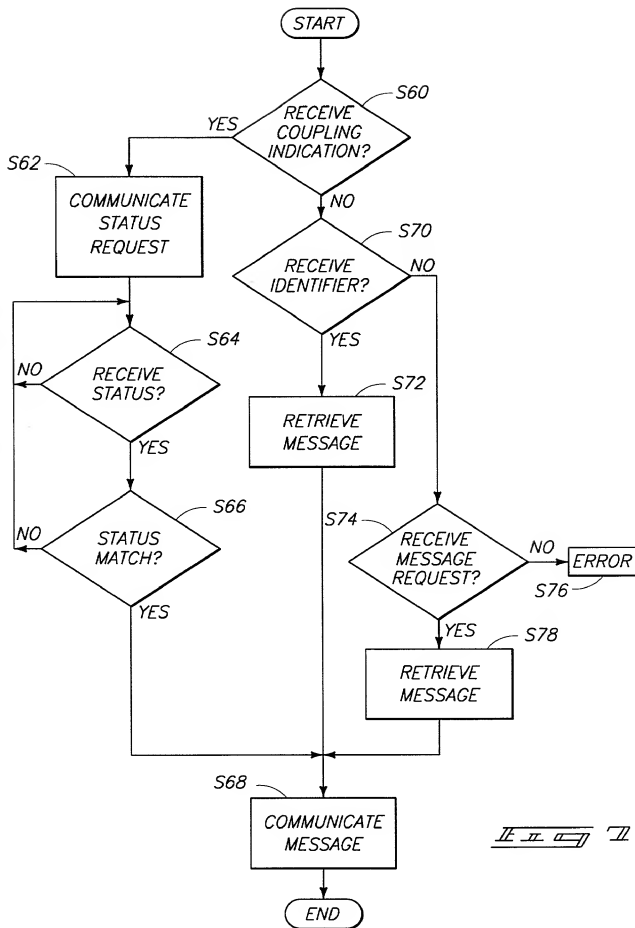 START
RECEIVE
COUPLING
INDICATION?
S60
YES
NO
S62
COMMUNICATE
STATUS
REQUEST
RECEIVE
IDENTIFIER?
S70
NO
YES
RECEIVE
STATUS?
S64
NO
YES
RETRIEVE
MESSAGE
S72
STATUS
MATCH?
S66
NO
YES
S74
RECEIVE
MESSAGE
REQUEST?
NO
ERROR
S76
YES
S78
RETRIEVE
MESSAGE
S68
COMMUNICATE
MESSAGE
END
FIG 7